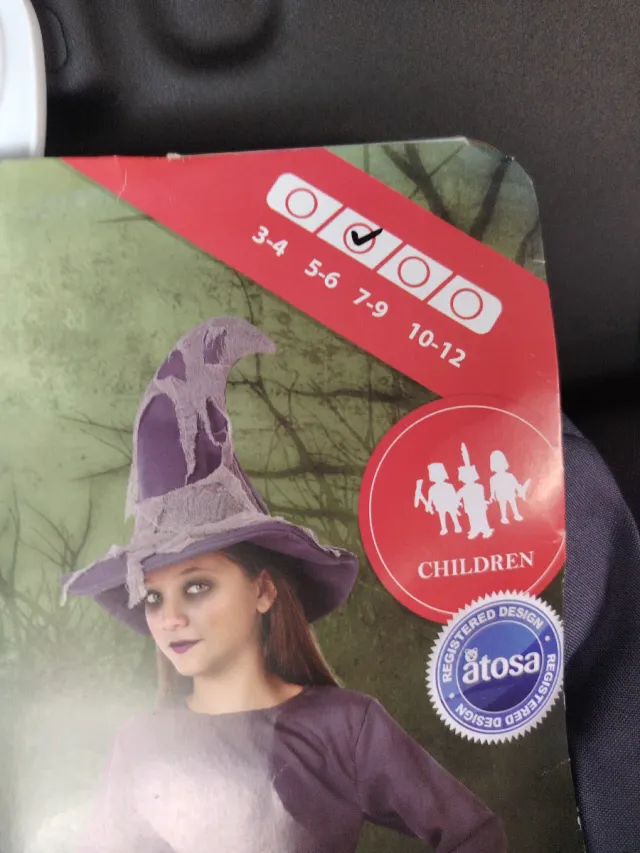 3-4 5-6 7-9 10-12
CHILDREN
REGISTERED DESIGN
atosa
REGISTERED DESIGN